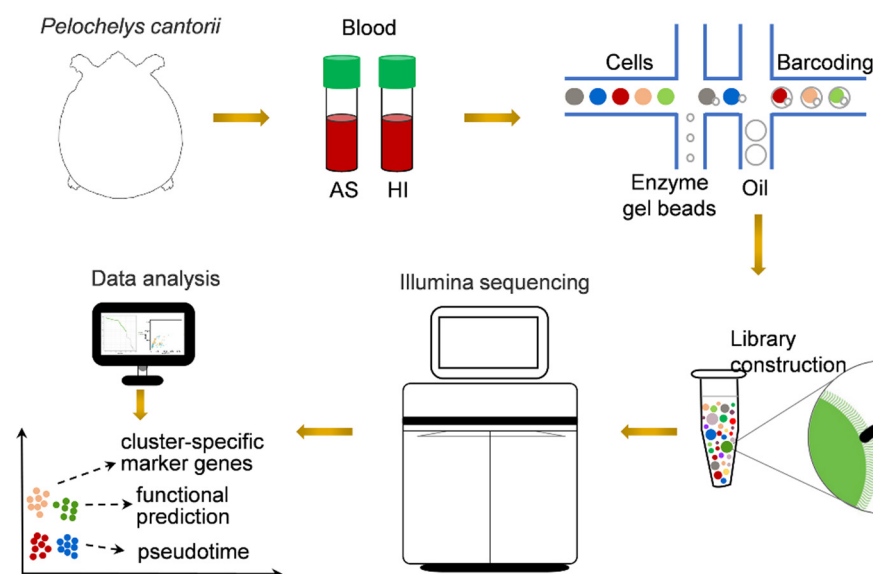 Pelochelys cantorii
Blood
AS
HI
Cells
Barcoding
Enzyme
gel beads
Oil
Library
construction
Illumina sequencing
Data analysis
cluster-specific
marker genes
functional
prediction
pseudotime